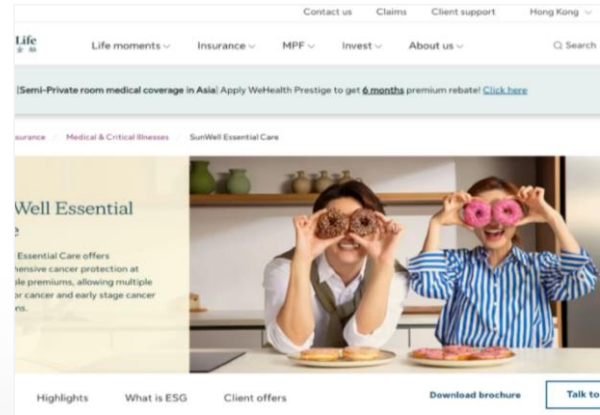 Contact us Claims Client support Hong Kong
Life
Life moments Insurance MPF Invest About us Search
[Semi-Private room medical coverage in Asia] Apply WeHealth Prestige to get 6 months premium rebate! Click here
surance / Medical & Critical Illnesses / SunWell Essential Care
Well Essential
e
Essential Care offers
ensive cancer protection at
le premiums, allowing multiple
or cancer and early stage cancer
ns.
Highlights What is ESG Client offers Download brochure Talk to